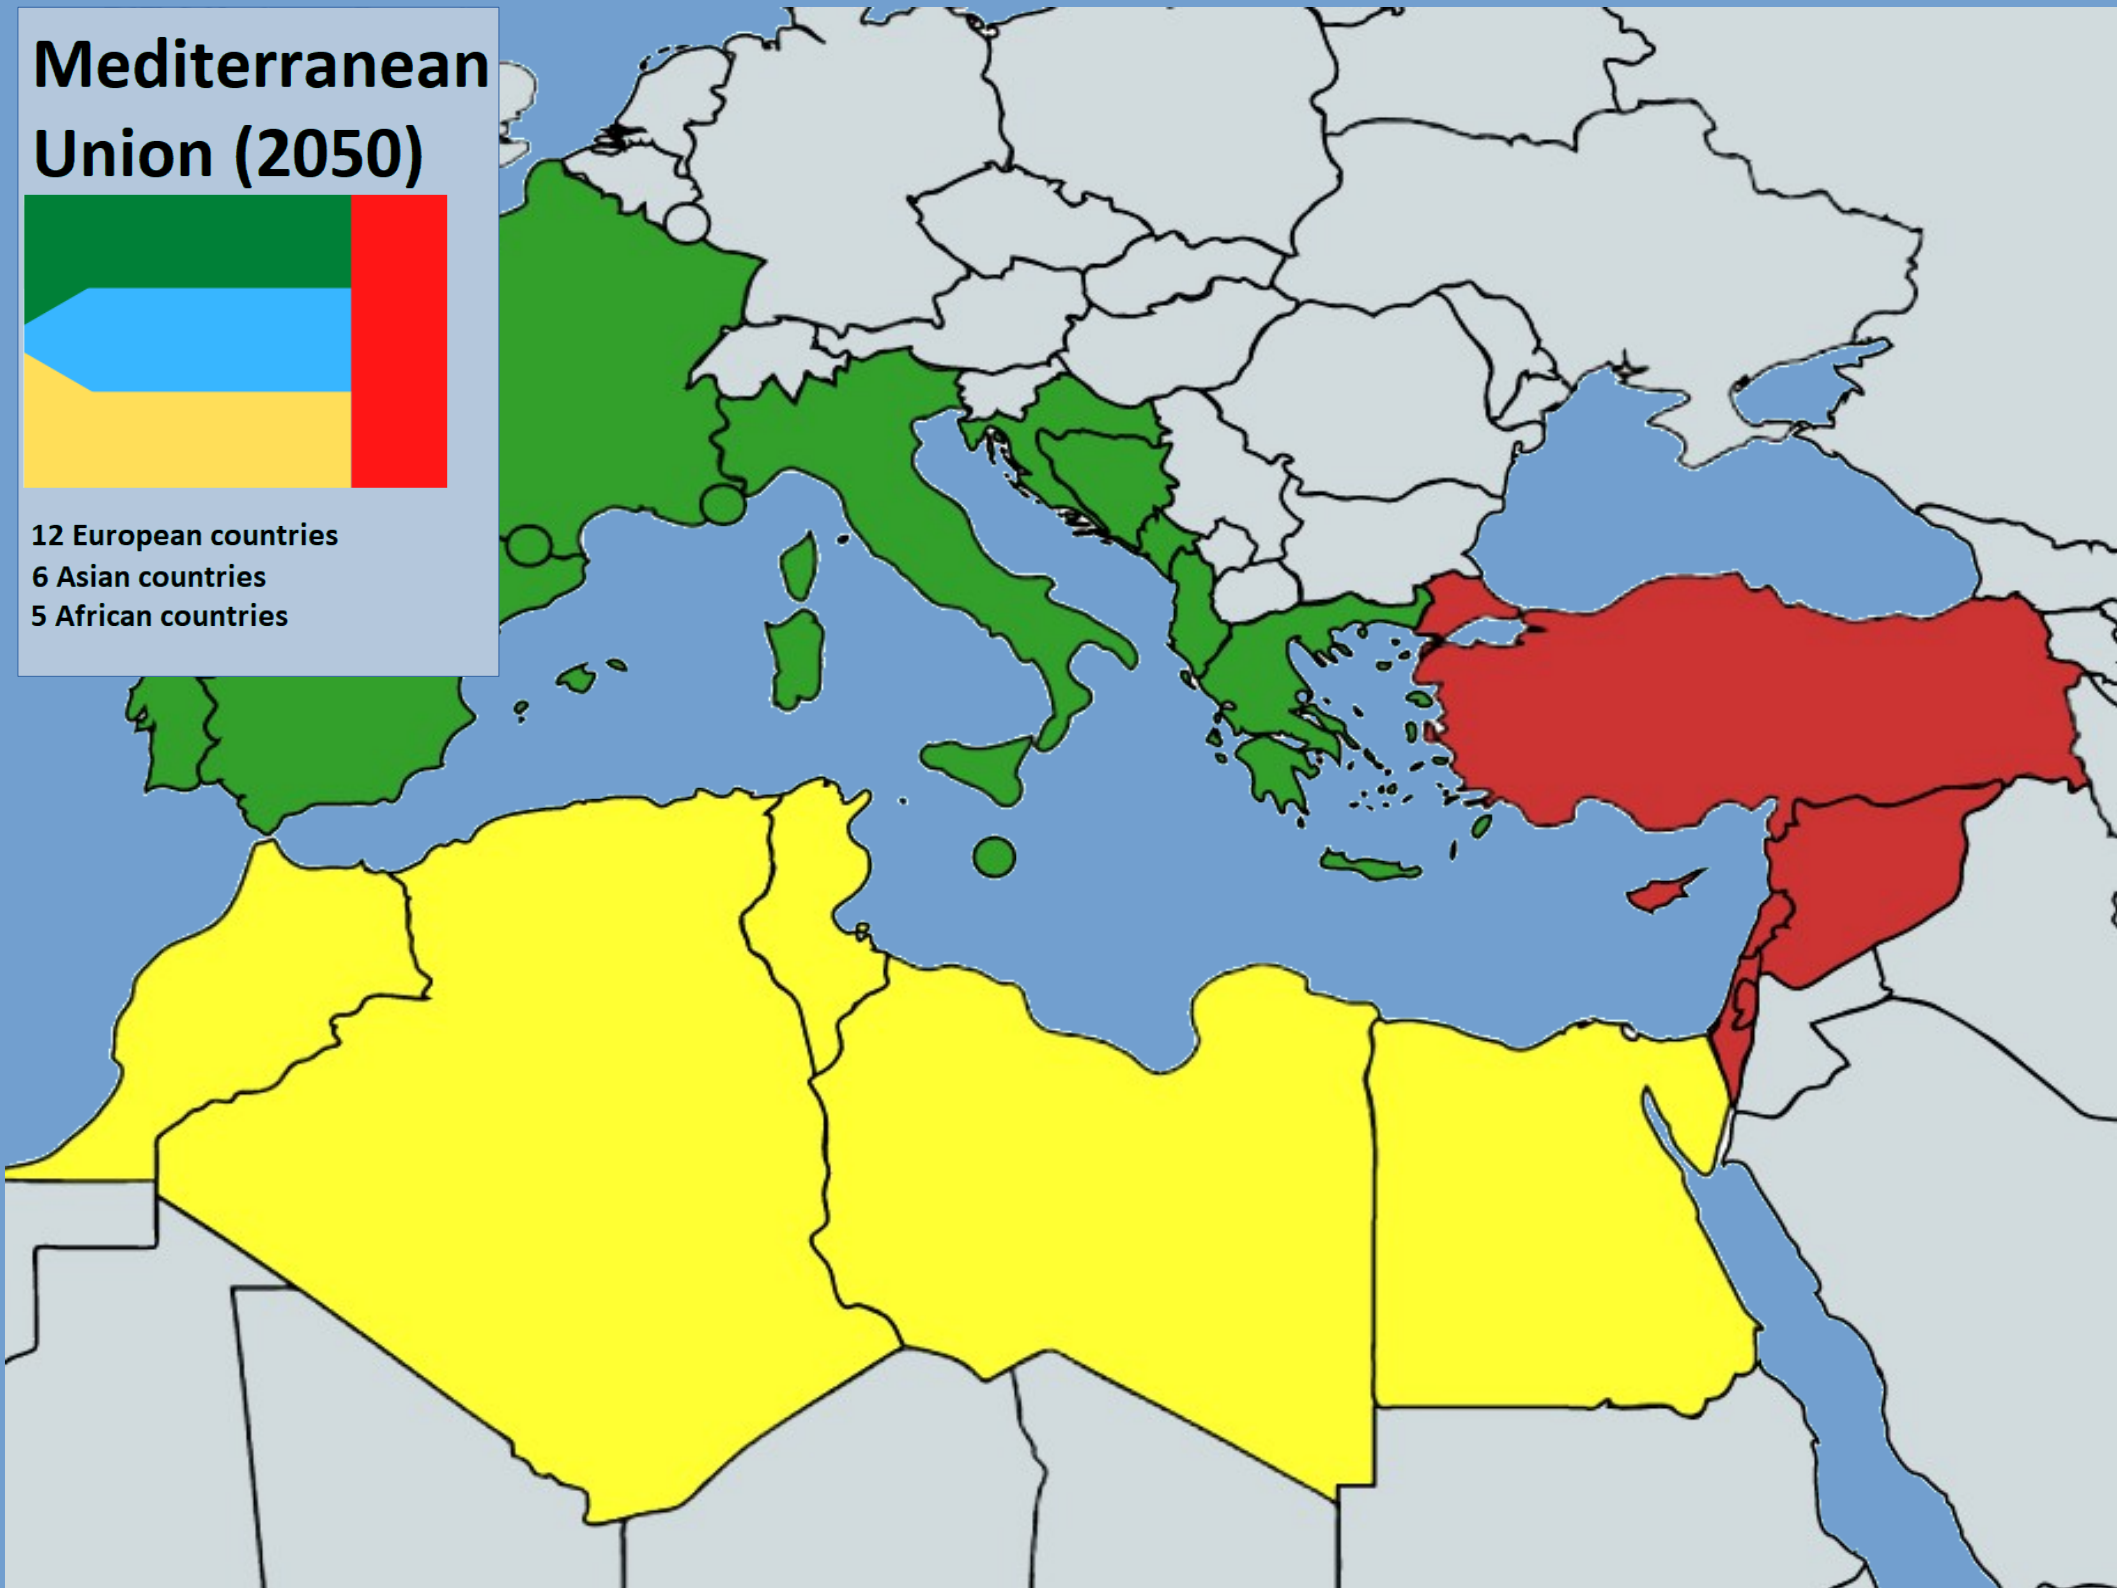 Mediterranean
Union (2050)
12 European countries
6 Asian countries
5 African countries